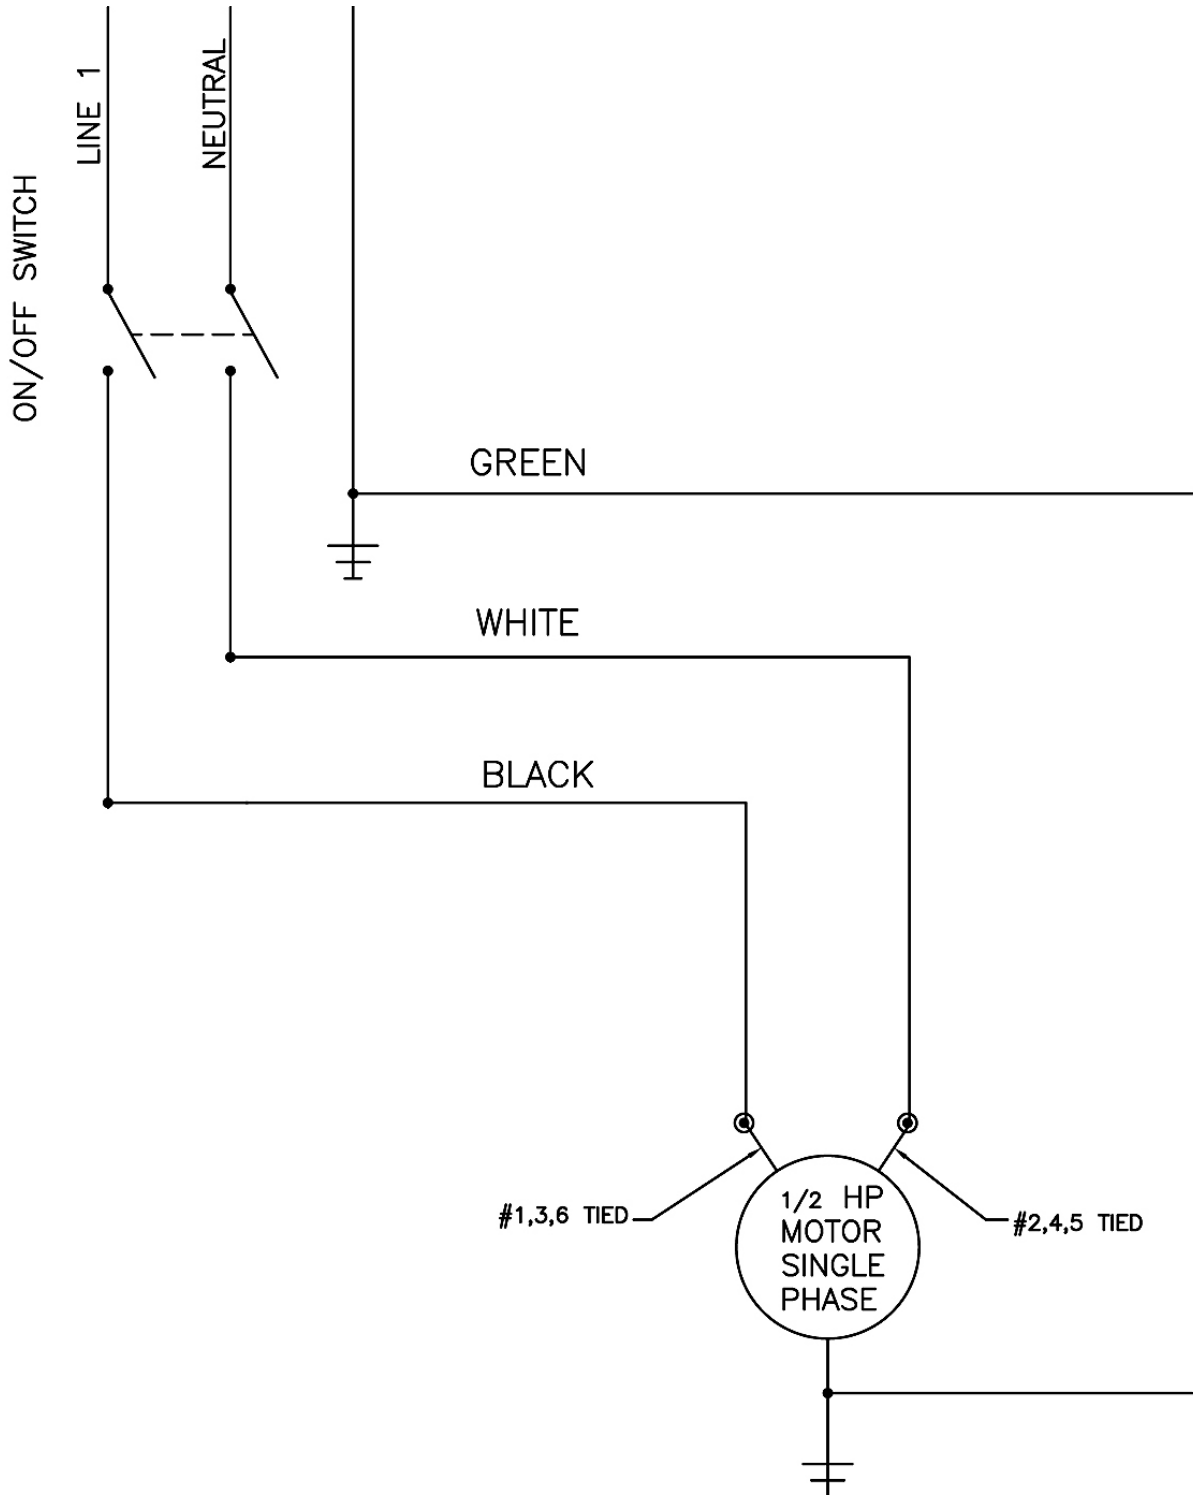 LINE 1
NEUTRAL
ON/OFF SWITCH
GREEN
WHITE
BLACK
#1,3,6 TIED
1/2 HP
MOTOR
SINGLE
PHASE
#2,4,5 TIED